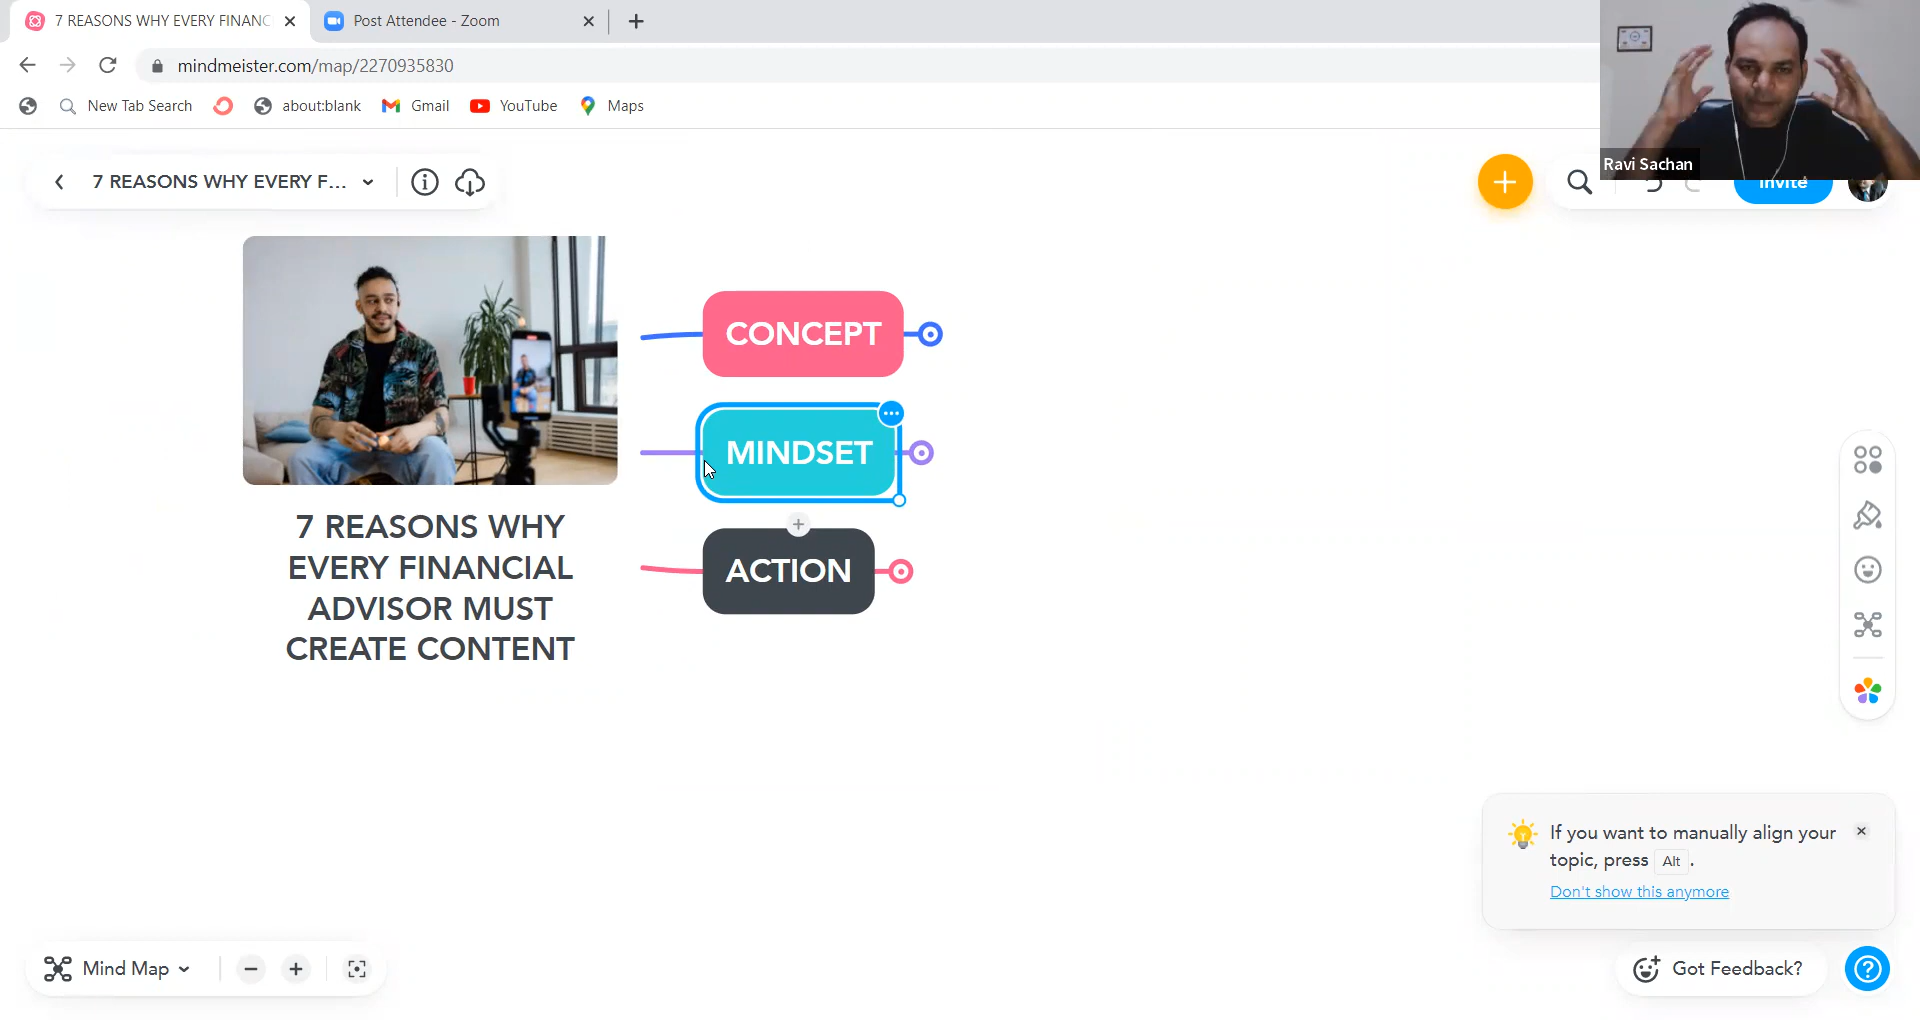 7 REASONS WHY EVERY FINANC
Post Attendee - Zoom
mindmeister.com/map/2270935830
New Tab Search
about:blank
Gmail
YouTube
Maps
Ravi Sachan
7 REASONS WHY EVERY F...
Invite
CONCEPT
MINDSET
ACTION
7 REASONS WHY
EVERY FINANCIAL
ADVISOR MUST
CREATE CONTENT
If you want to manually align your
topic, press Alt .
Don't show this anymore
Mind Map
Got Feedback?